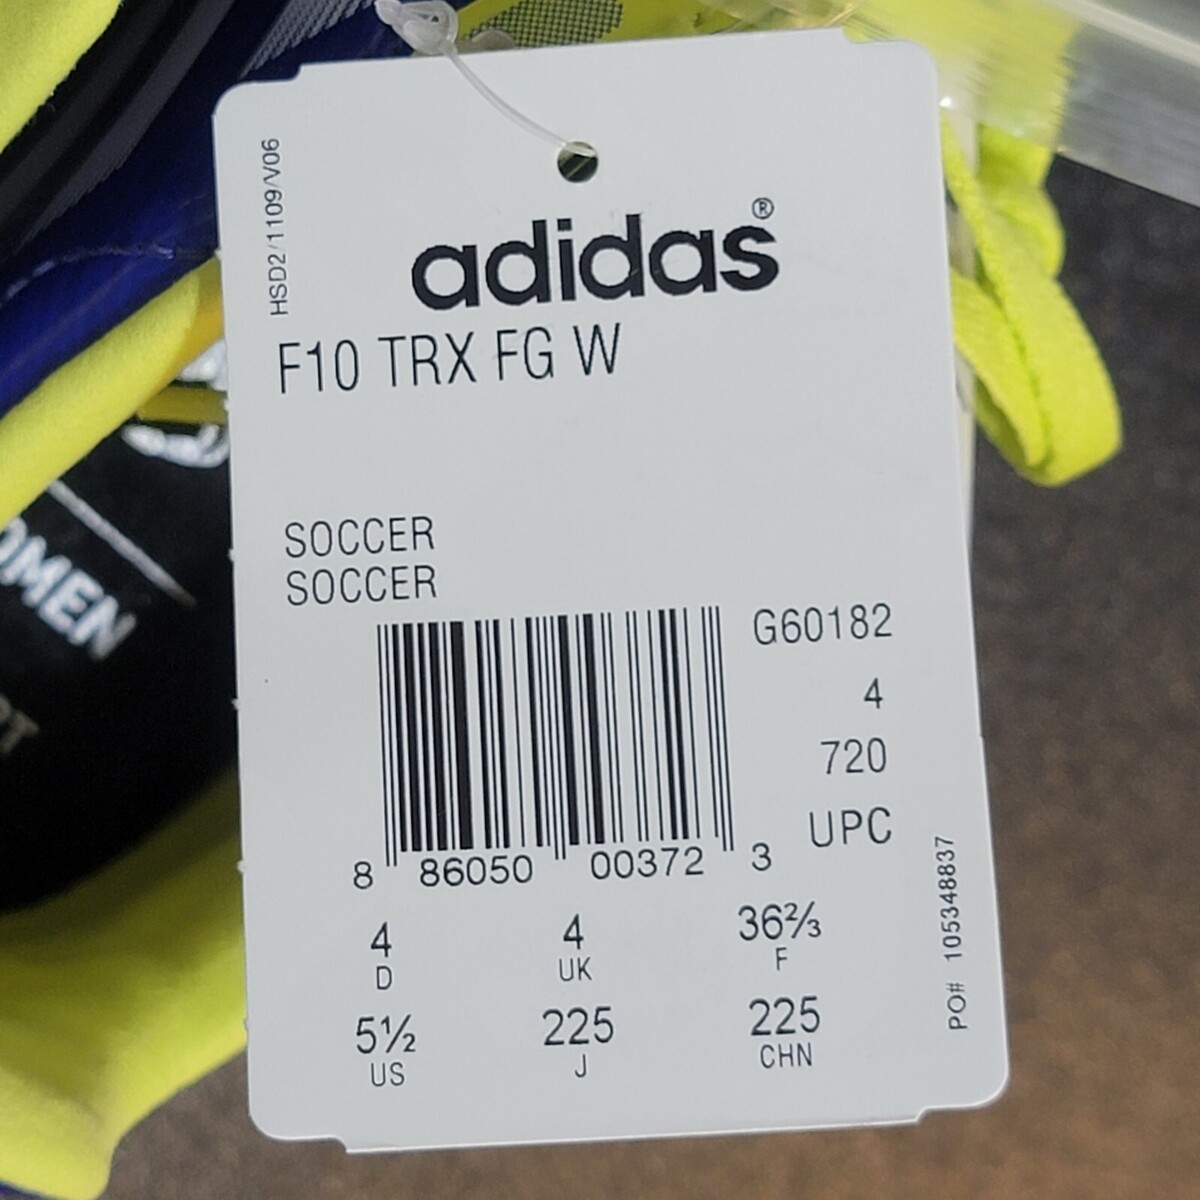 HSD2/1109/V06
adidas®
F10 TRX FG W
SOCCER
SOCCER
G60182
4
720
UPC
8 86050 00372 3
4 4 36⅔
D UK F
5½ 225 225
US J CHN
PO# 105348837